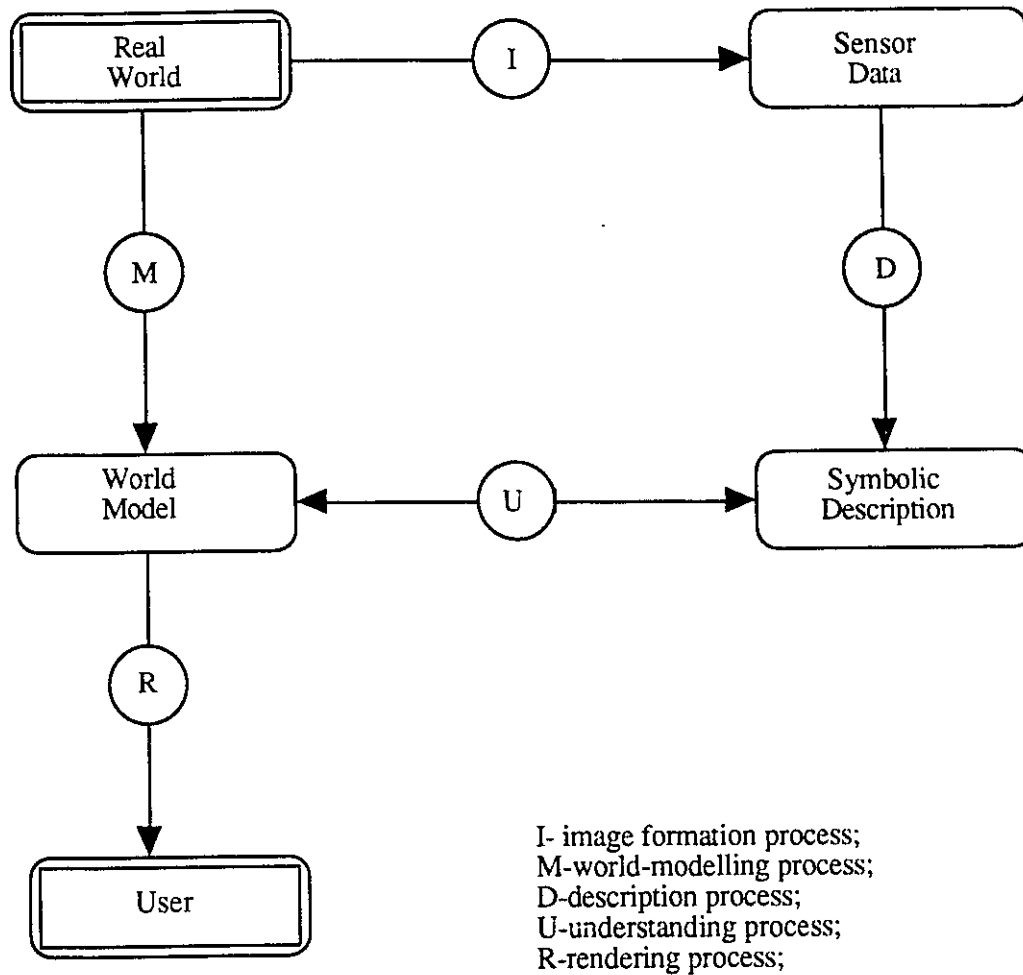 Real
World
I
Sensor
Data
M
D
World
Model
U
Symbolic
Description
R
User
I- image formation process;
M-world-modelling process;
D-description process;
U-understanding process;
R-rendering process;